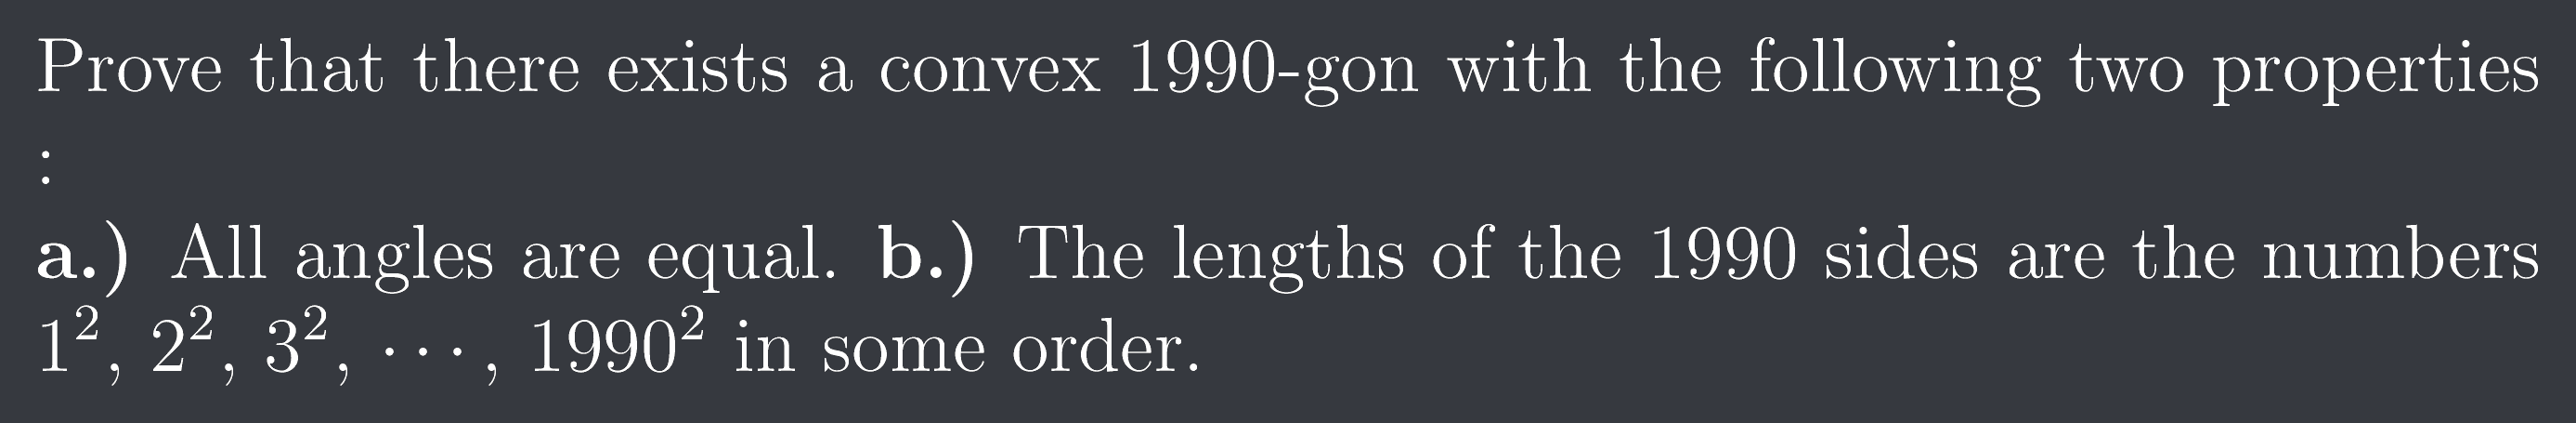 Prove that there exists a convex 1990-gon with the following two properties
:
a.) All angles are equal. b.) The lengths of the 1990 sides are the numbers
1², 2², 3², ⋯, 1990² in some order.